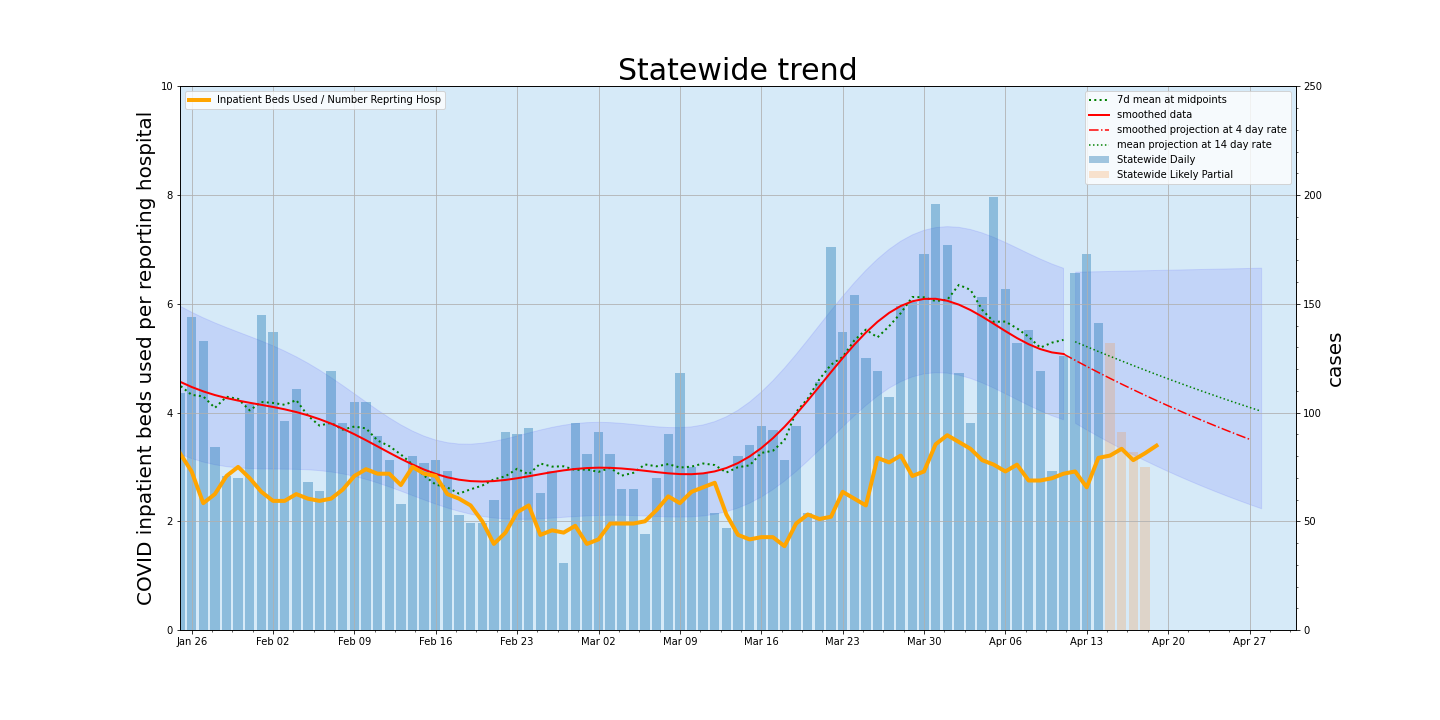 Statewide trend
Inpatient Beds Used / Number Reprting Hosp
7d mean at midpoints
smoothed data
smoothed projection at 4 day rate
mean projection at 14 day rate
Statewide Daily
Statewide Likely Partial
COVID inpatient beds used per reporting hospital
10
8
6
4
2
0
250
200
150
100
50
0
cases
Jan 26 Feb 02 Feb 09 Feb 16 Feb 23 Mar 02 Mar 09 Mar 16 Mar 23 Mar 30 Apr 06 Apr 13 Apr 20 Apr 27